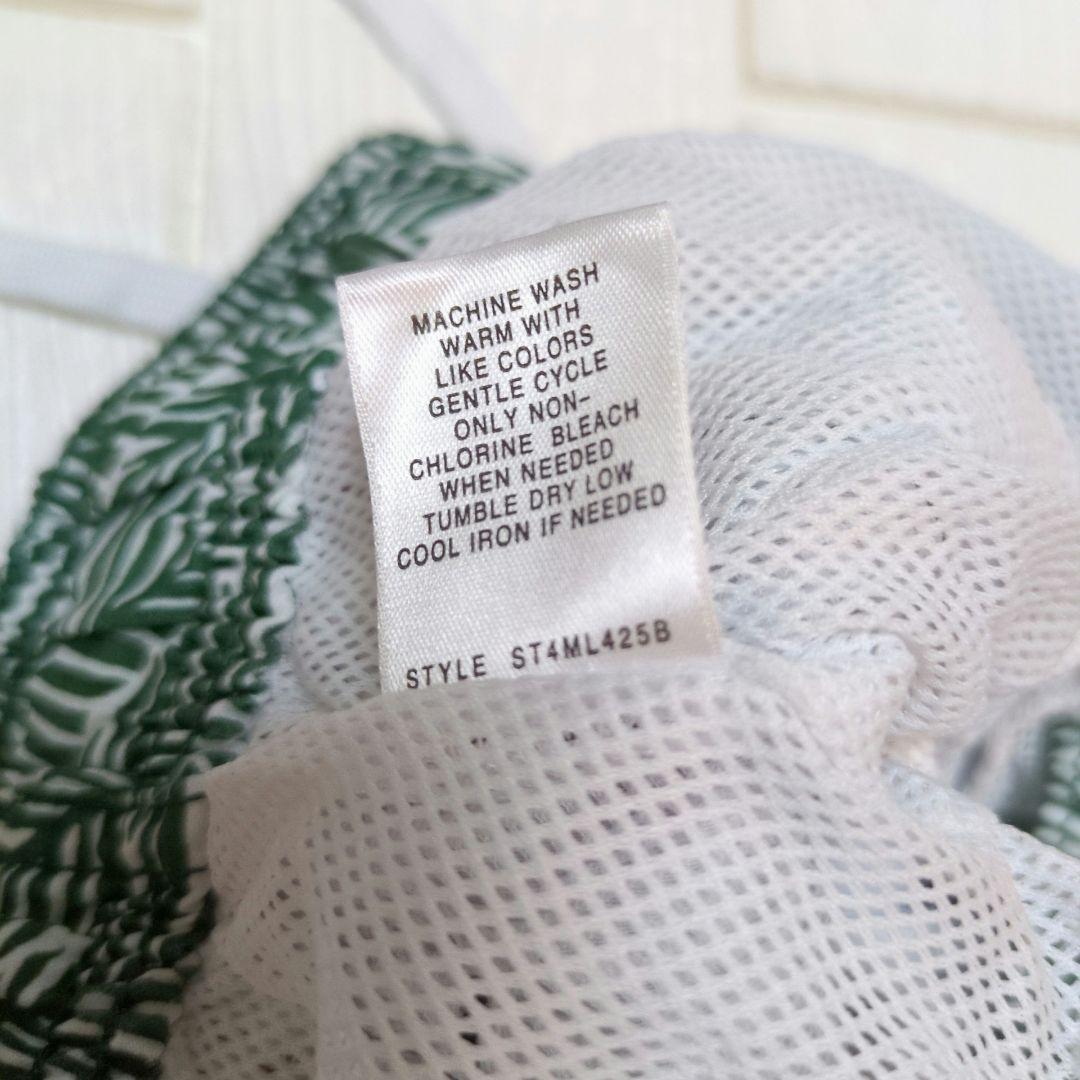 MACHINE WASH
WARM WITH
LIKE COLORS
GENTLE CYCLE
ONLY NON-
CHLORINE BLEACH
WHEN NEEDED
TUMBLE DRY LOW
COOL IRON IF NEEDED
STYLE ST4ML425B